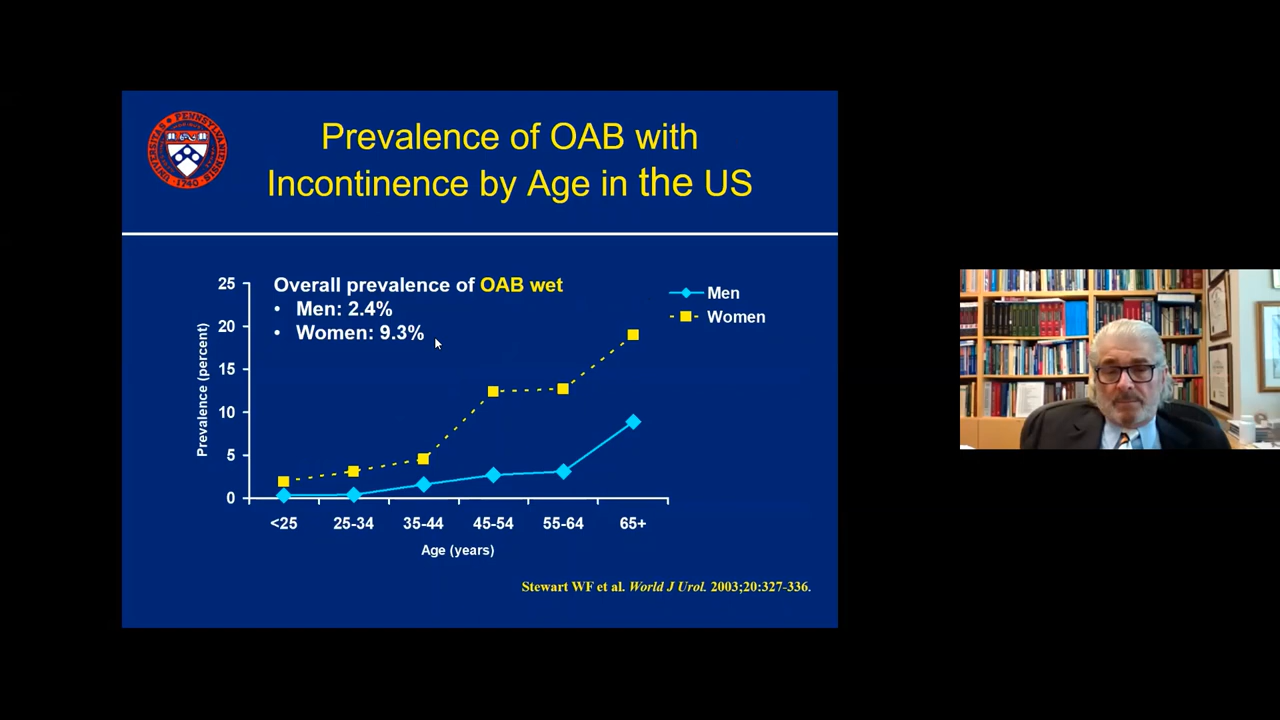 Prevalence of OAB with
Incontinence by Age in the US
Overall prevalence of OAB wet
• Men: 2.4%
• Women: 9.3%
Men
Women
Prevalence (percent)
25
20
15
10
5
0
<25 25-34 35-44 45-54 55-64 65+
Age (years)
Stewart WF et al. World J Urol. 2003;20:327-336.